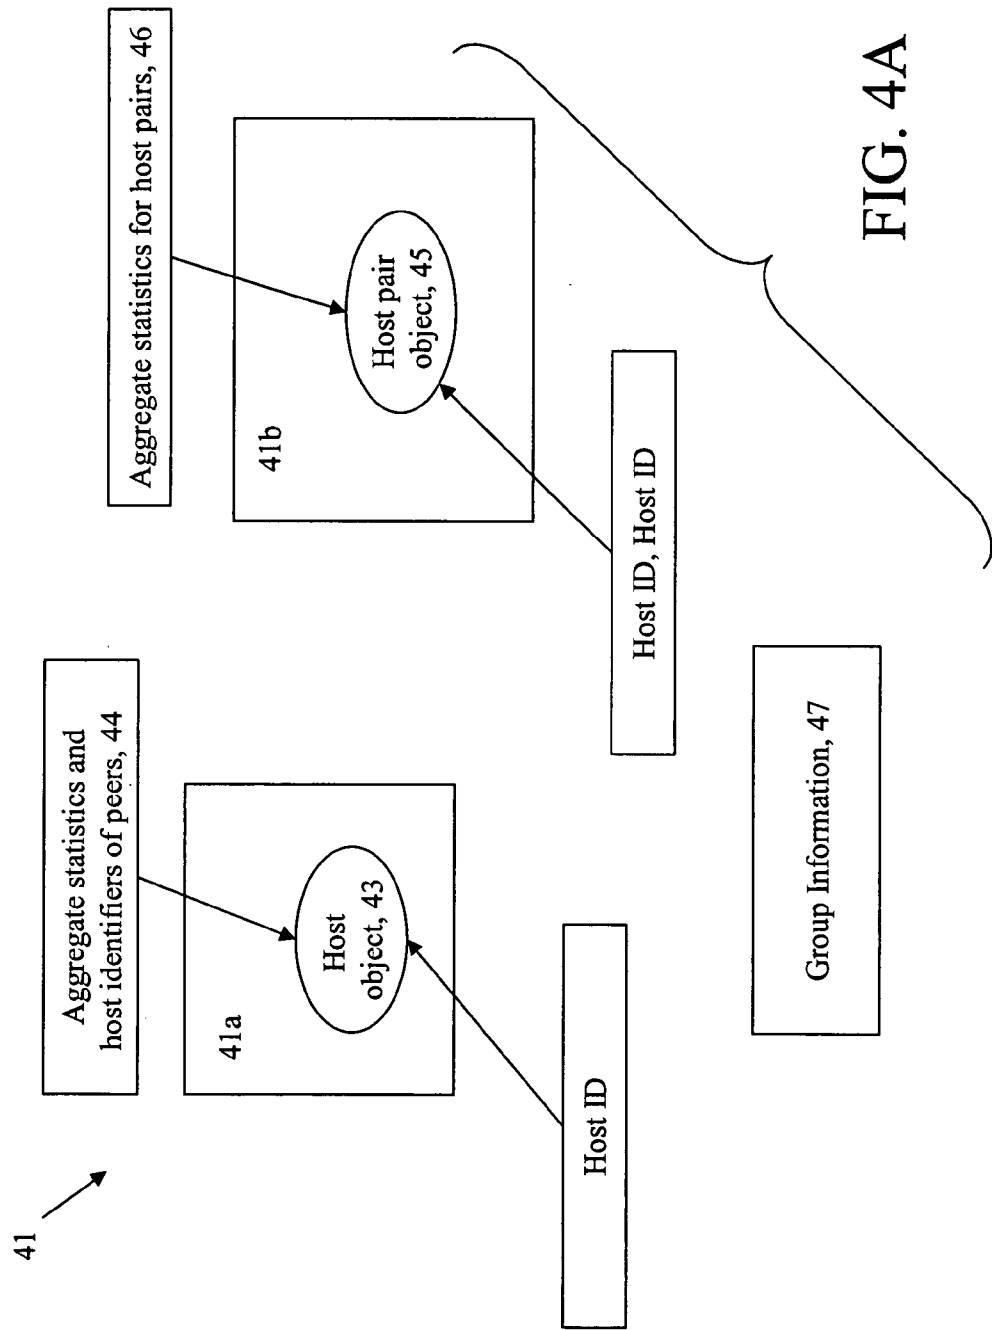 41
Aggregate statistics and
host identifiers of peers, 44
Aggregate statistics for host pairs, 46
41a
Host
object, 43
41b
Host pair
object, 45
Host ID
Host ID, Host ID
Group Information, 47
FIG. 4A